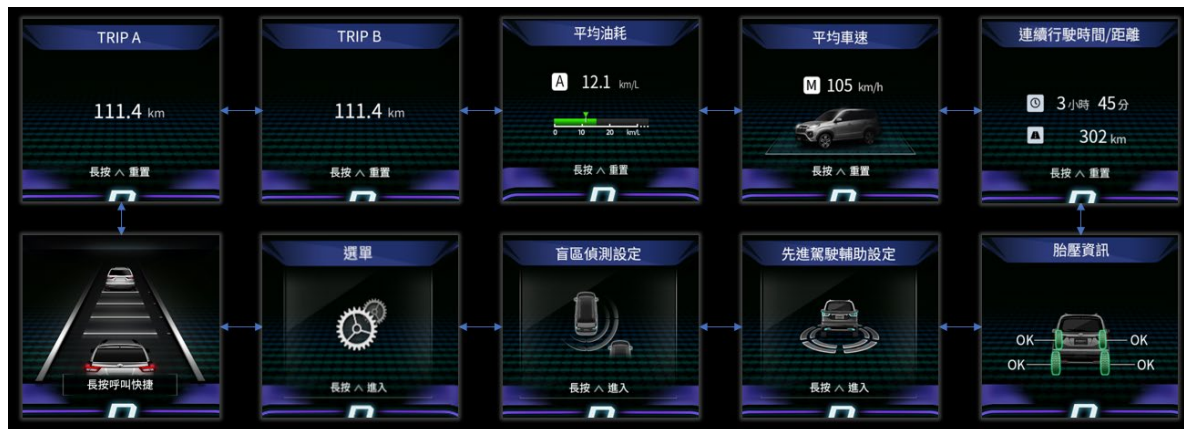 TRIP A
111.4 km
長按 ︿ 重置
TRIP B
111.4 km
長按 ︿ 重置
平均油耗
A 12.1 km/L
0 10 20 km/L
長按 ︿ 重置
平均車速
M 105 km/h
長按 ︿ 重置
連續行駛時間/距離
3 小時 45 分
302 km
長按 ︿ 重置
長按呼叫快捷
選單
長按 ︿ 進入
盲區偵測設定
長按 ︿ 進入
先進駕駛輔助設定
長按 ︿ 進入
胎壓資訊
OK OK
OK OK